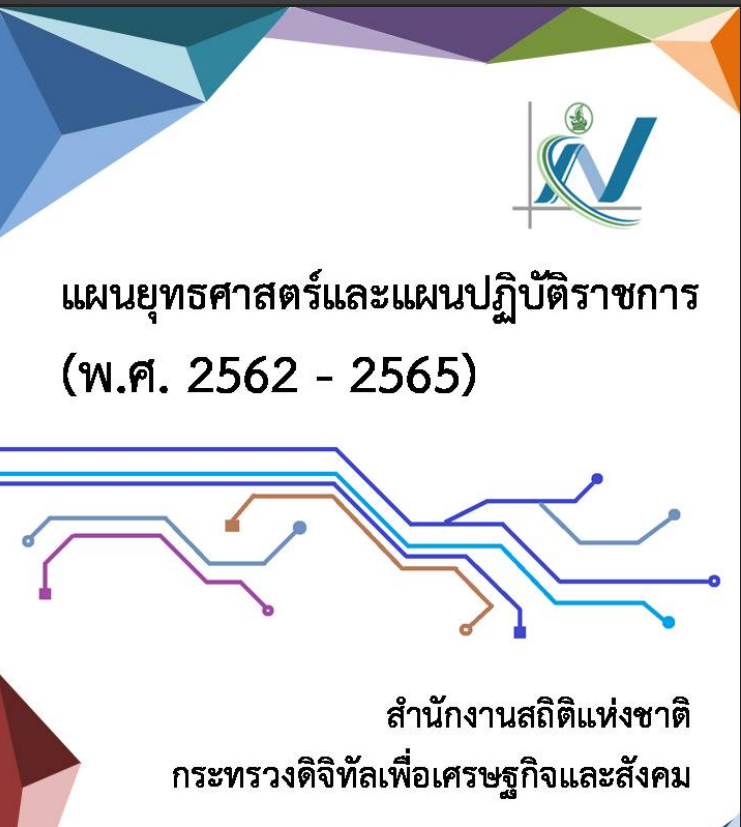 แผนยุทธศาสตร์และแผนปฏิบัติราชการ
(พ.ศ. 2562 - 2565)
สำนักงานสถิติแห่งชาติ
กระทรวงดิจิทัลเพื่อเศรษฐกิจและสังคม